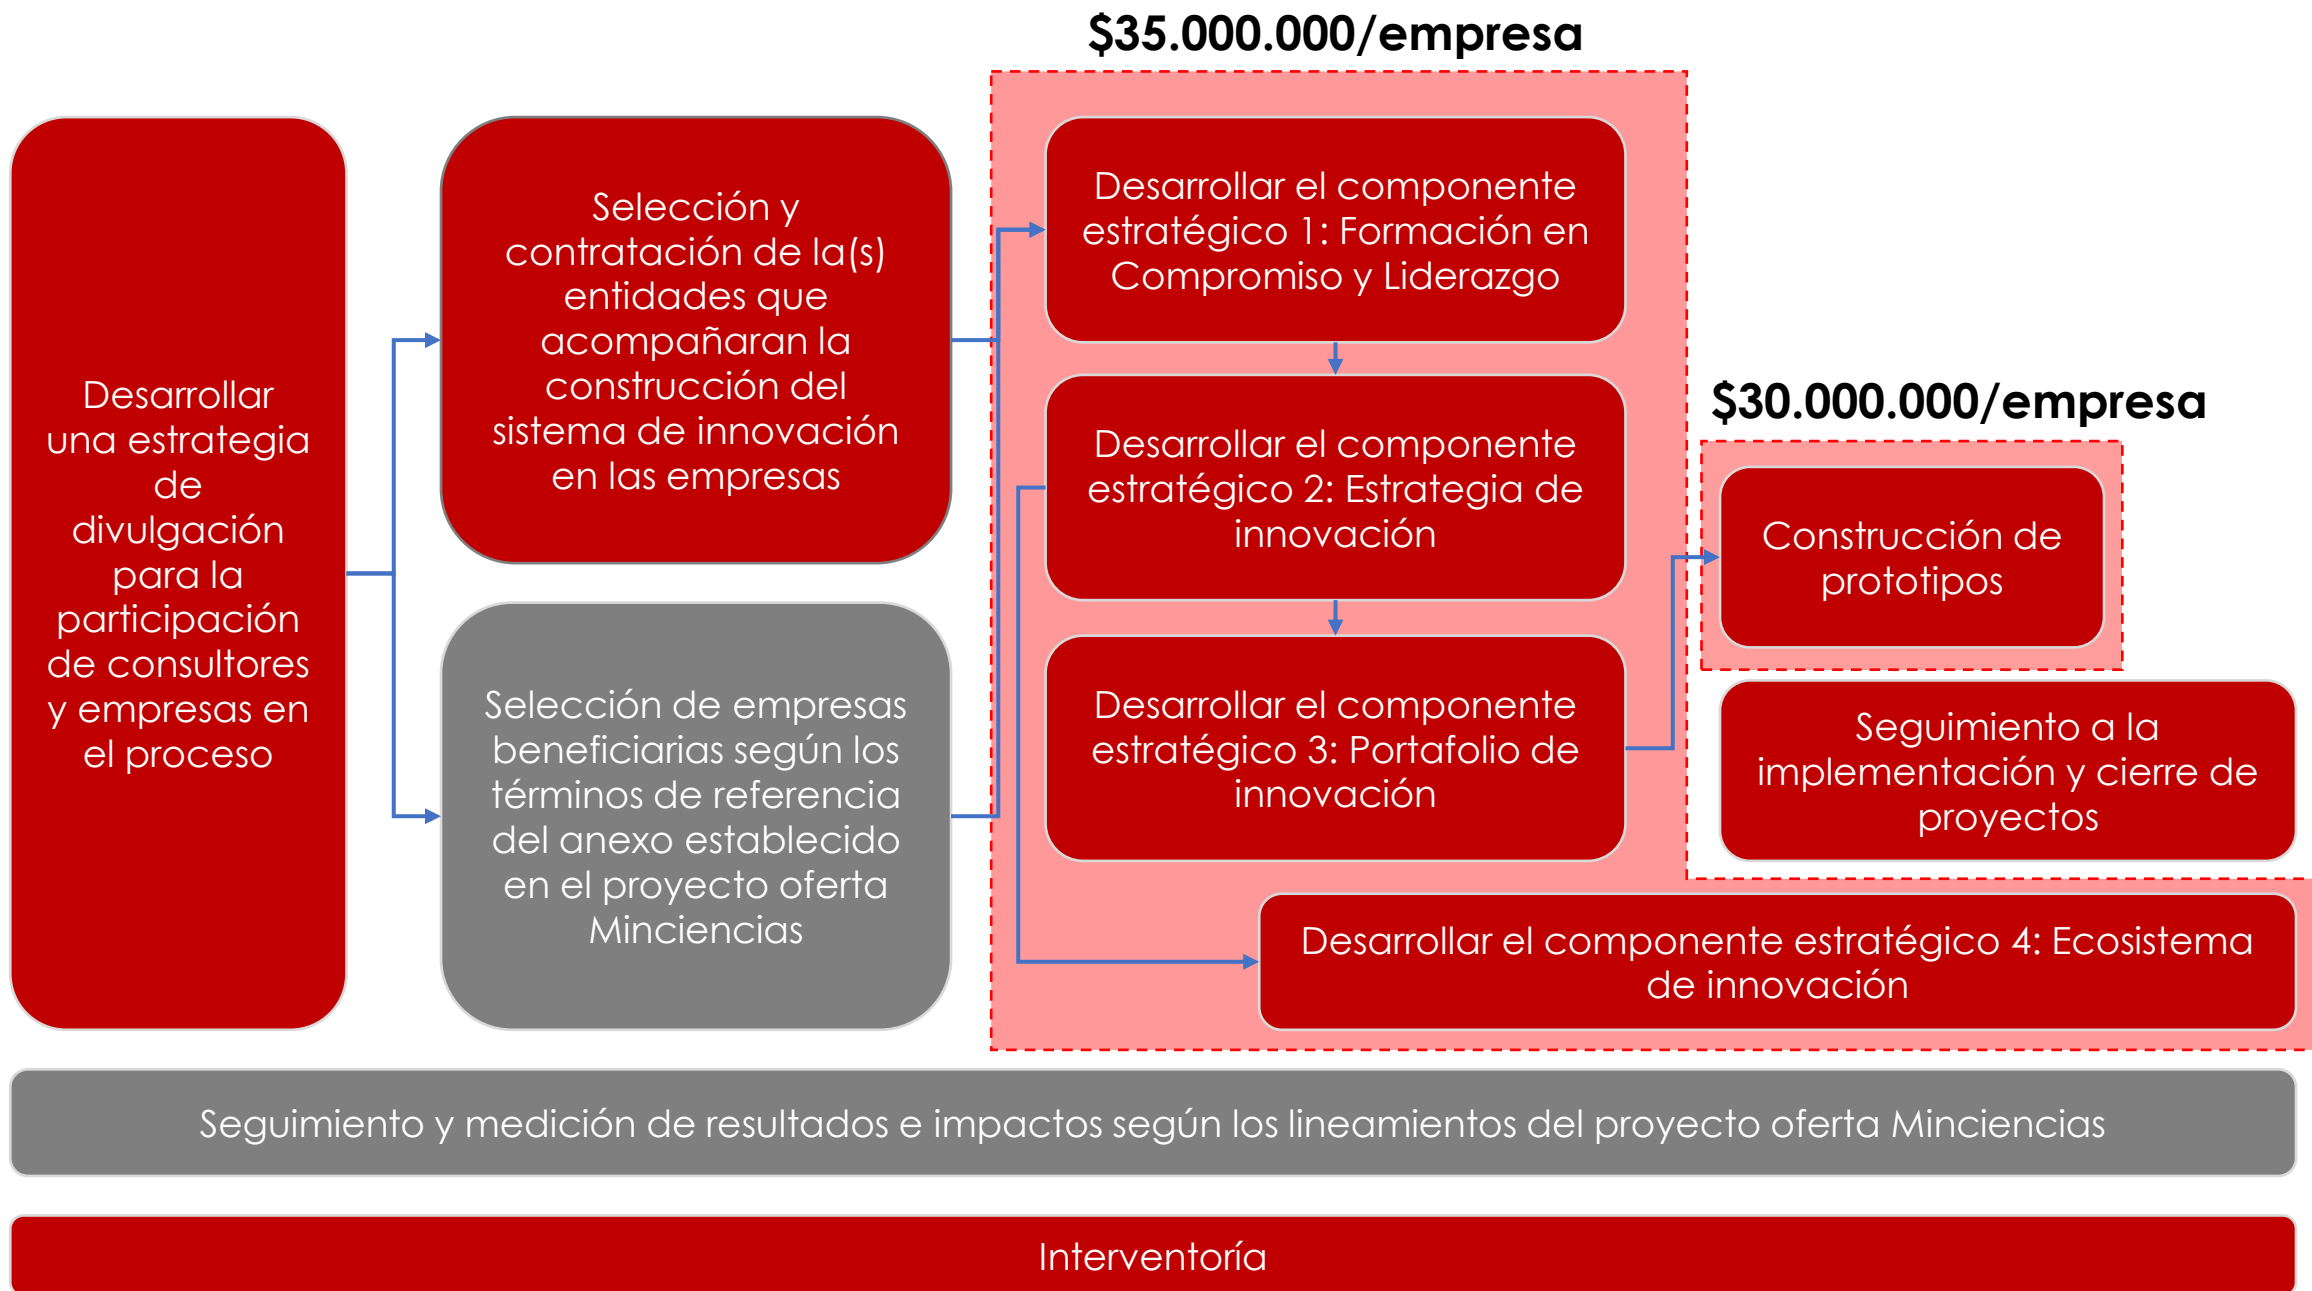 $35.000.000/empresa
Desarrollar
una estrategia
de
divulgación
para la
participación
de consultores
y empresas en
el proceso
Selección y
contratación de la(s)
entidades que
acompañaran la
construcción del
sistema de innovación
en las empresas
Selección de empresas
beneficiarias según los
términos de referencia
del anexo establecido
en el proyecto oferta
Minciencias
Desarrollar el componente
estratégico 1: Formación en
Compromiso y Liderazgo
Desarrollar el componente
estratégico 2: Estrategia de
innovación
Desarrollar el componente
estratégico 3: Portafolio de
innovación
$30.000.000/empresa
Construcción de
prototipos
Seguimiento a la
implementación y cierre de
proyectos
Desarrollar el componente estratégico 4: Ecosistema
de innovación
Seguimiento y medición de resultados e impactos según los lineamientos del proyecto oferta Minciencias
Interventoría